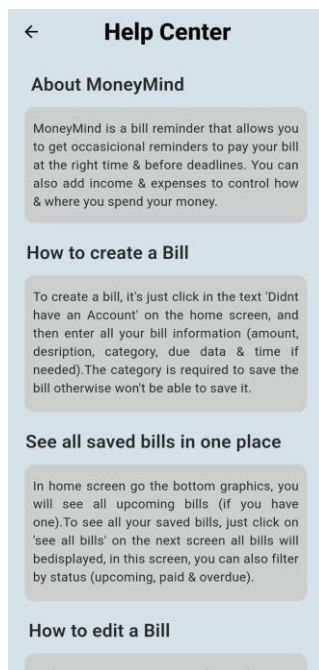 Help Center
About MoneyMind
MoneyMind is a bill reminder that allows you
to get occasicional reminders to pay your bill
at the right time & before deadlines. You can
also add income & expenses to control how
& where you spend your money.
How to create a Bill
To create a bill, it's just click in the text 'Didnt
have an Account' on the home screen, and
then enter all your bill information (amount,
desription, category, due data & time if
needed).The category is required to save the
bill otherwise won't be able to save it.
See all saved bills in one place
In home screen go the bottom graphics, you
will see all upcoming bills (if you have
one).To see all your saved bills, just click on
'see all bills' on the next screen all bills will
bedisplayed, in this screen, you can also filter
by status (upcoming, paid & overdue).
How to edit a Bill